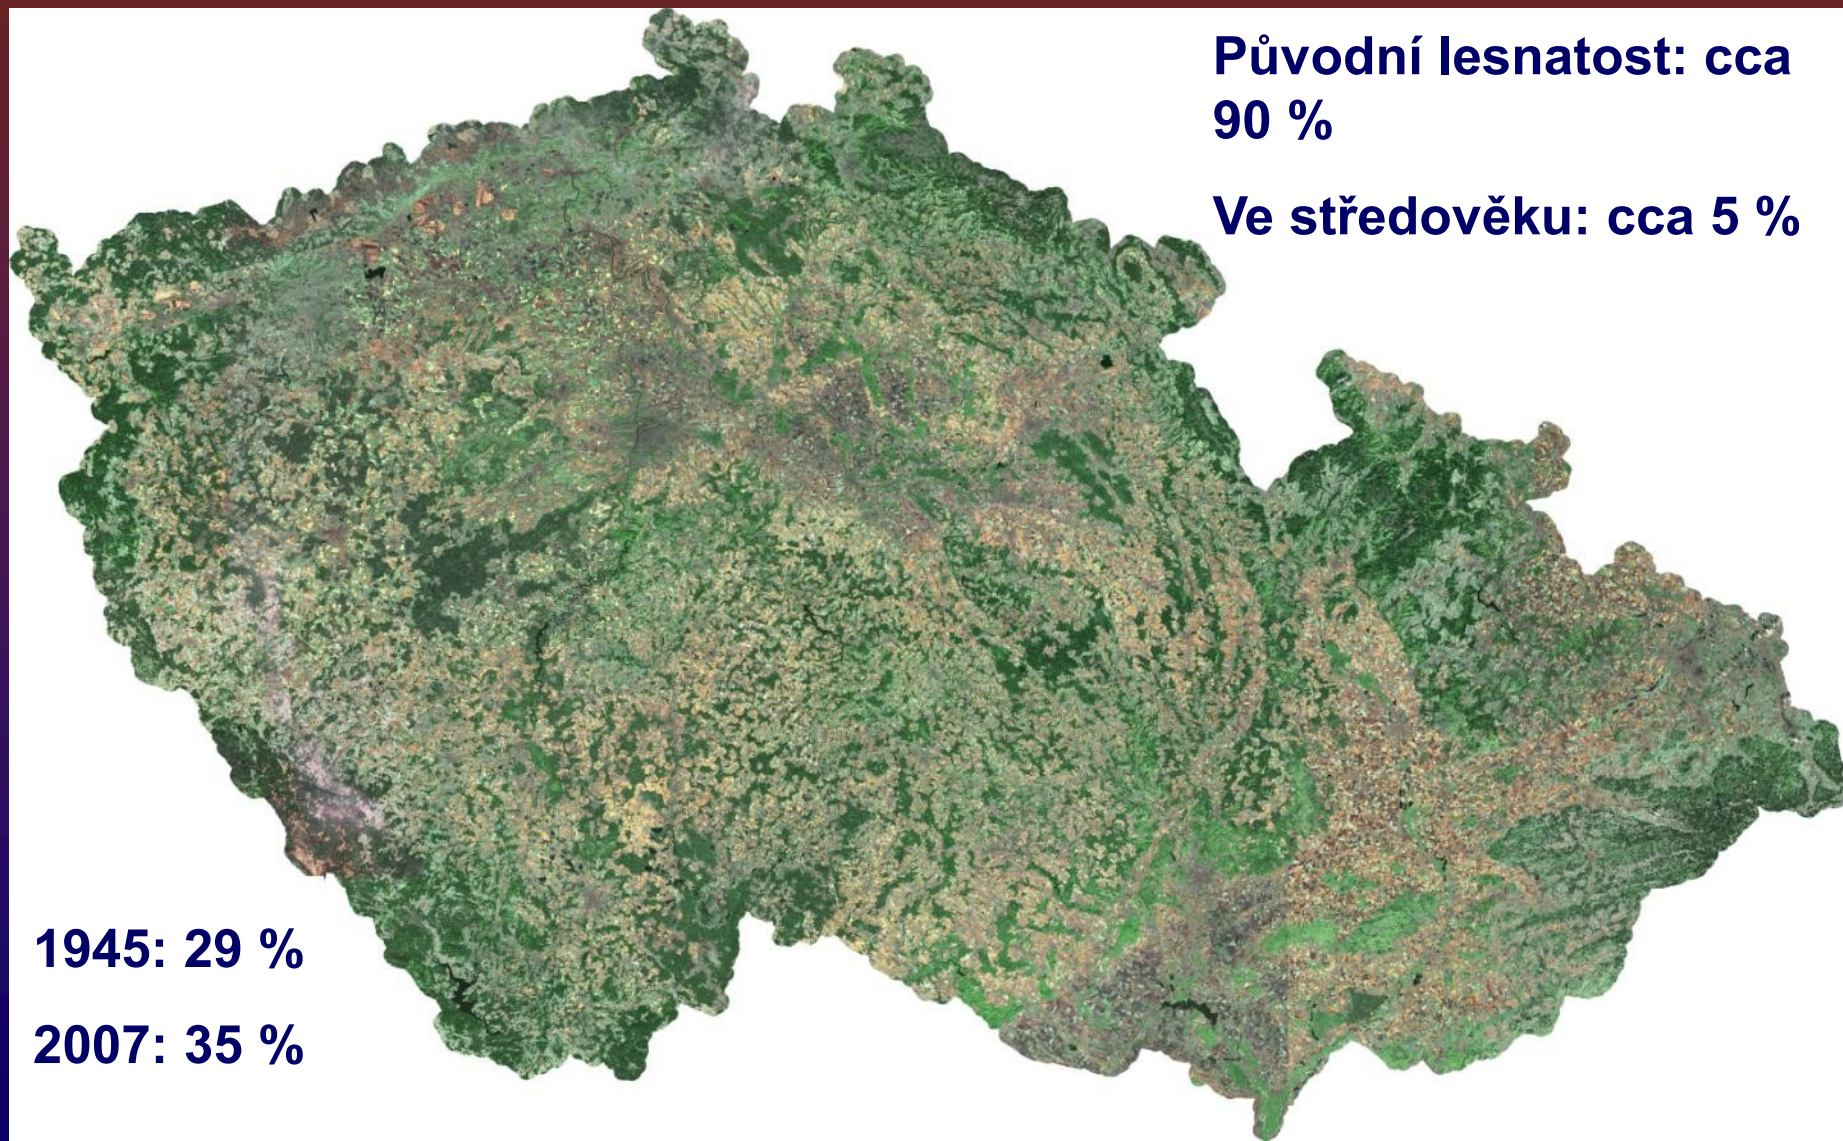 Původní lesnatost: cca
90 %
Ve středověku: cca 5 %
1945: 29 %
2007: 35 %